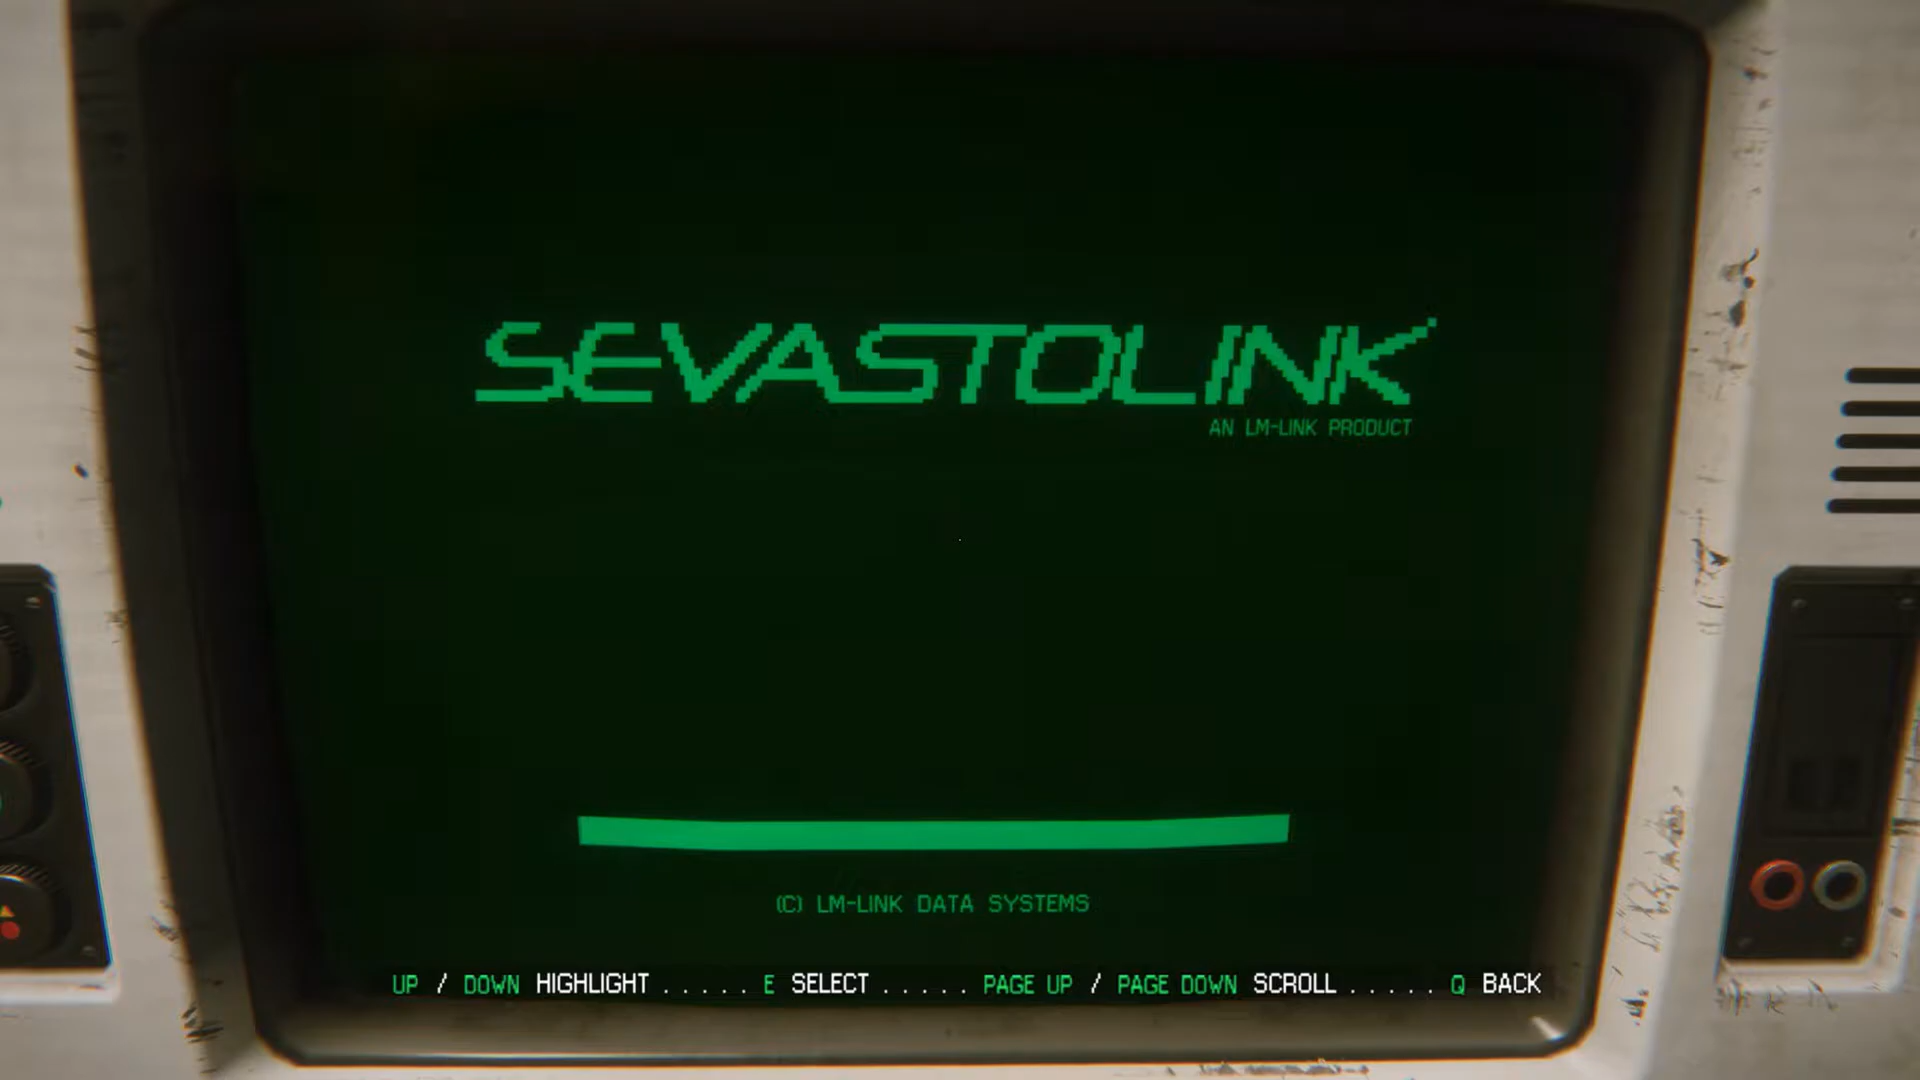 SEVASTOLINK
AN LM-LINK PRODUCT
(C) LM-LINK DATA SYSTEMS
UP / DOWN HIGHLIGHT ..... E SELECT ..... PAGE UP / PAGE DOWN SCROLL ..... Q BACK